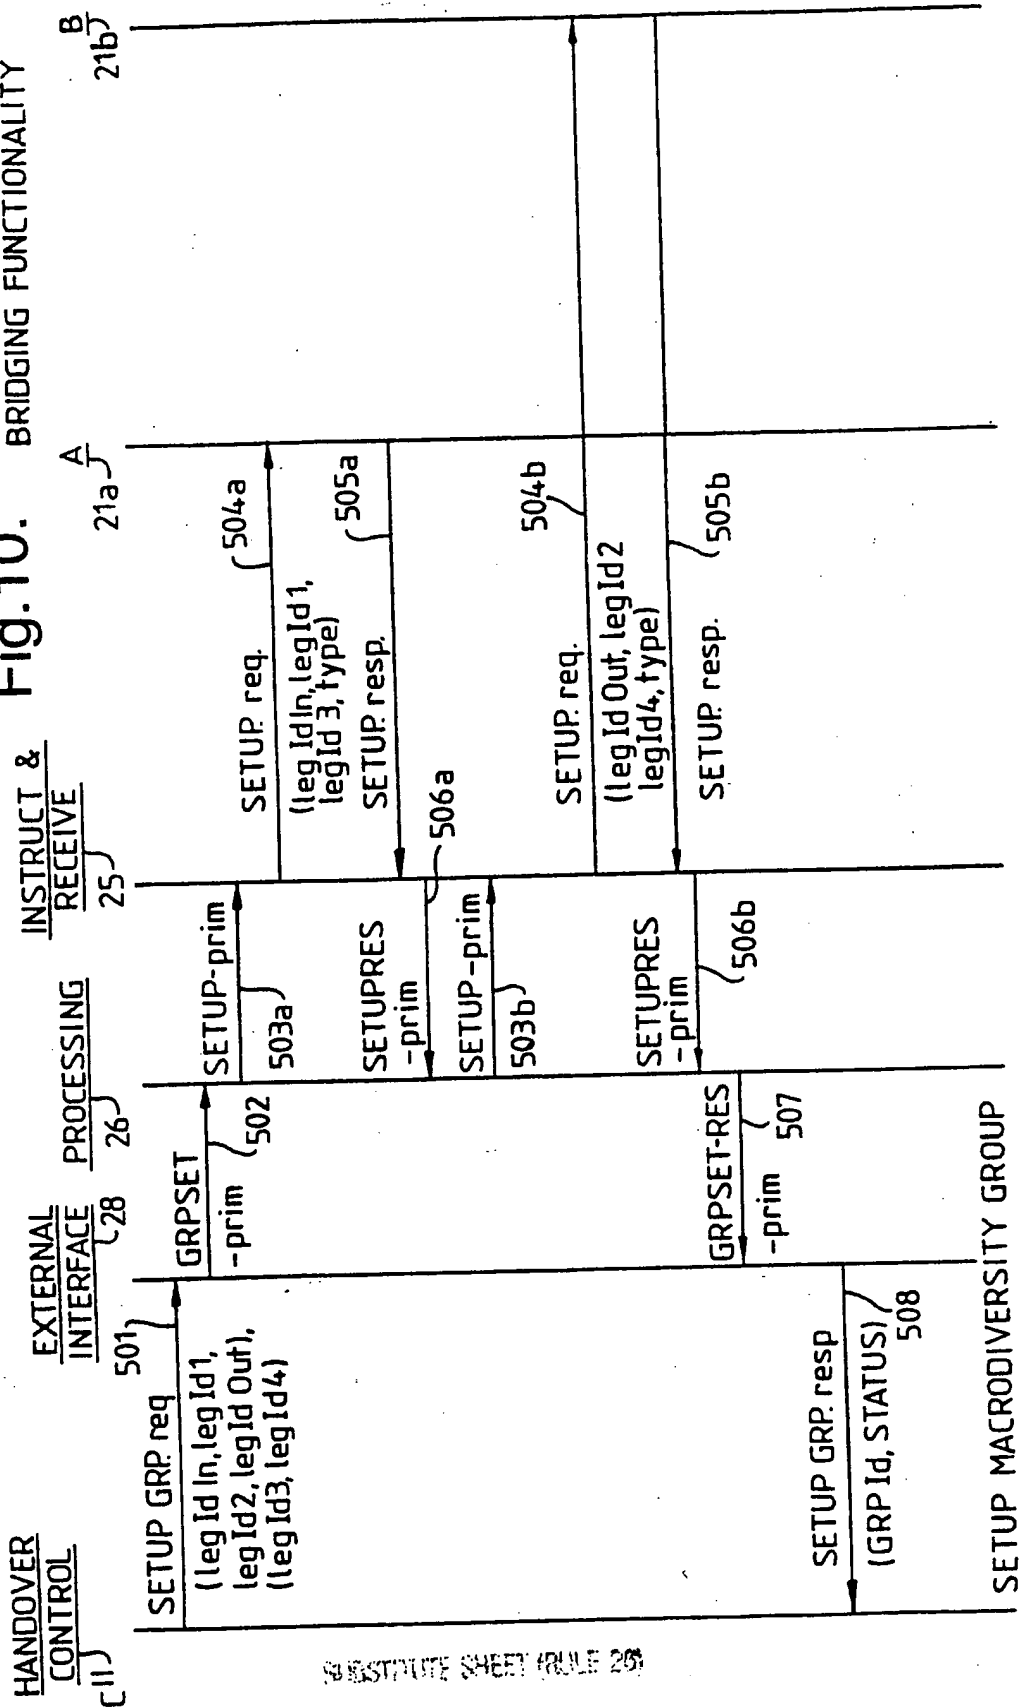 Fig.10. BRIDGING FUNCTIONALITY
HANDOVER
CONTROL
C11
EXTERNAL
INTERFACE
28
PROCESSING
26
INSTRUCT &
RECEIVE
25
A
21a
B
21b
SETUP GRP. req
501
(leg Id In, leg Id1,
leg Id2, leg Id Out),
(leg Id3, leg Id4)
GRPSET
-prim
502
SETUP-prim
503a
SETUP. req.
504a
(leg Id In, leg Id 1,
leg Id 3, type)
SETUP. resp.
505a
SETUPRES
-prim
506a
SETUP-prim
503b
SETUP. req.
504b
(leg Id Out, leg Id 2
leg Id4, type)
SETUP. resp.
505b
SETUPRES
-prim
506b
GRPSET-RES
-prim
507
SETUP GRP. resp
(GRP Id, STATUS)
508
SETUP MACRODIVERSITY GROUP
SUBSTITUTE SHEET (RULE 26)